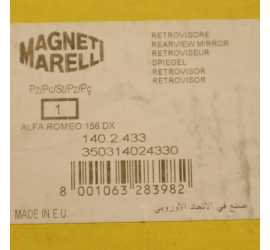 MAGNETI
MARELLI
RETROVISORE
REARVIEW MIRROR
RETROVISEUR
SPIEGEL
RETROVISOR
RETROVISOR
Pz/Pc/St/Pz/Pç
1
ALFA ROMEO 156 DX
140.2.433
350314024330
8 001063 283982
MADE IN E.U.
صنع في الاتحاد الأوروبي